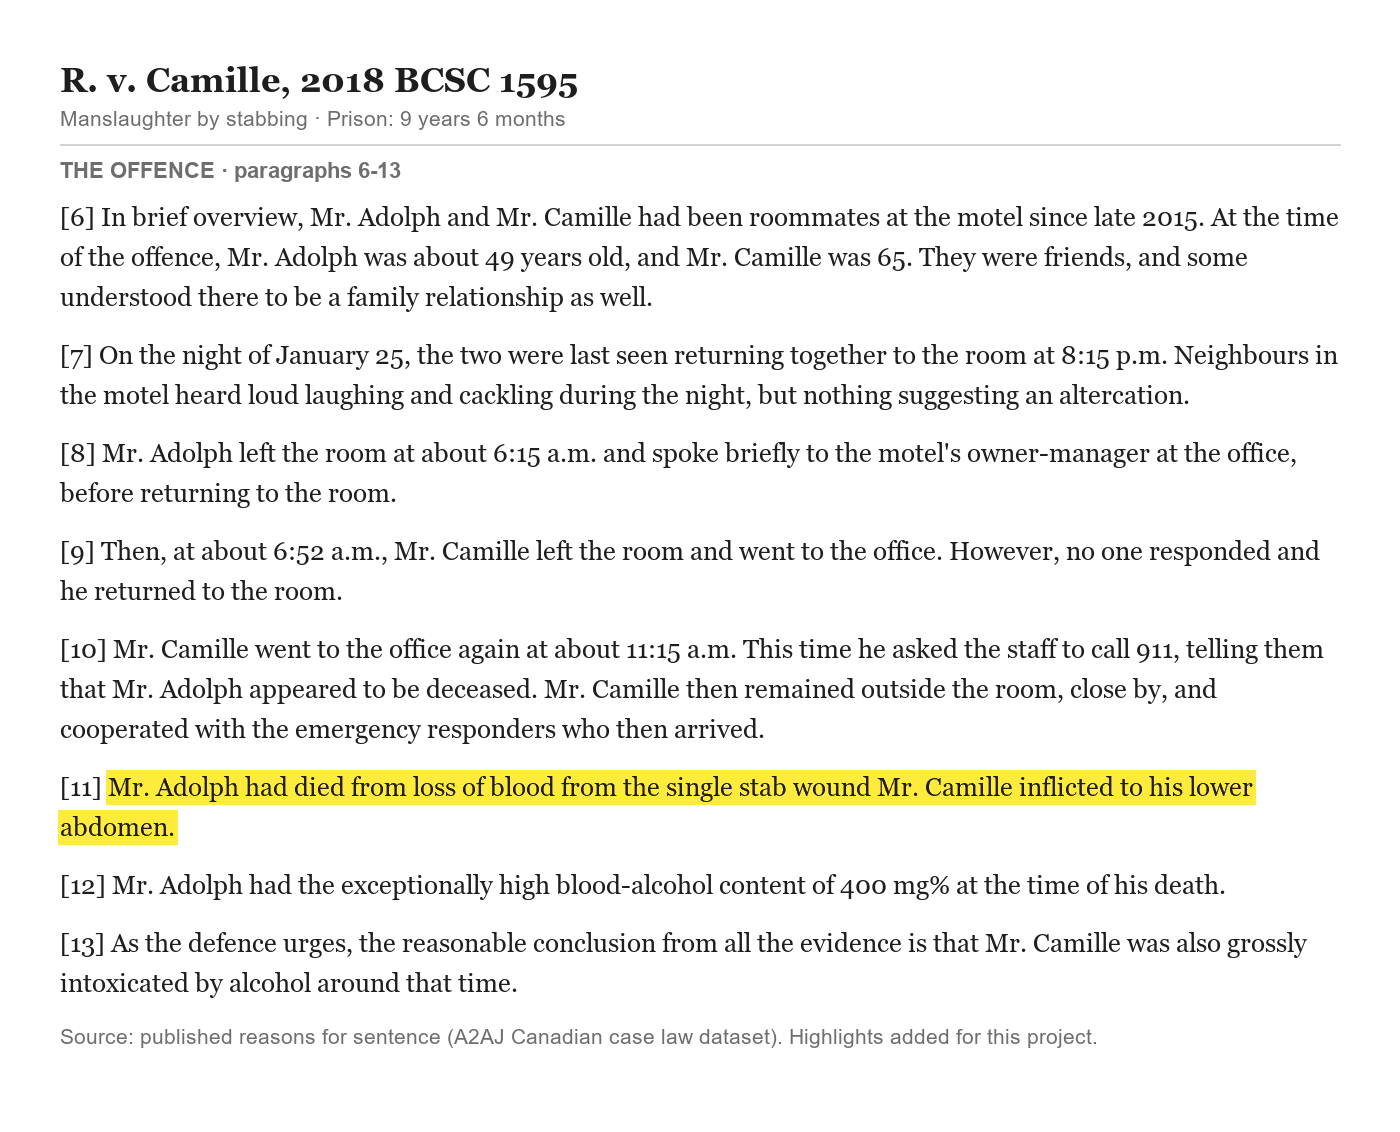 R. v. Camille, 2018 BCSC 1595
Manslaughter by stabbing · Prison: 9 years 6 months
THE OFFENCE · paragraphs 6-13
[6] In brief overview, Mr. Adolph and Mr. Camille had been roommates at the motel since late 2015. At the time
of the offence, Mr. Adolph was about 49 years old, and Mr. Camille was 65. They were friends, and some
understood there to be a family relationship as well.
[7] On the night of January 25, the two were last seen returning together to the room at 8:15 p.m. Neighbours in
the motel heard loud laughing and cackling during the night, but nothing suggesting an altercation.
[8] Mr. Adolph left the room at about 6:15 a.m. and spoke briefly to the motel's owner-manager at the office,
before returning to the room.
[9] Then, at about 6:52 a.m., Mr. Camille left the room and went to the office. However, no one responded and
he returned to the room.
[10] Mr. Camille went to the office again at about 11:15 a.m. This time he asked the staff to call 911, telling them
that Mr. Adolph appeared to be deceased. Mr. Camille then remained outside the room, close by, and
cooperated with the emergency responders who then arrived.
[11] Mr. Adolph had died from loss of blood from the single stab wound Mr. Camille inflicted to his lower
abdomen.
[12] Mr. Adolph had the exceptionally high blood-alcohol content of 400 mg% at the time of his death.
[13] As the defence urges, the reasonable conclusion from all the evidence is that Mr. Camille was also grossly
intoxicated by alcohol around that time.
Source: published reasons for sentence (A2AJ Canadian case law dataset). Highlights added for this project.